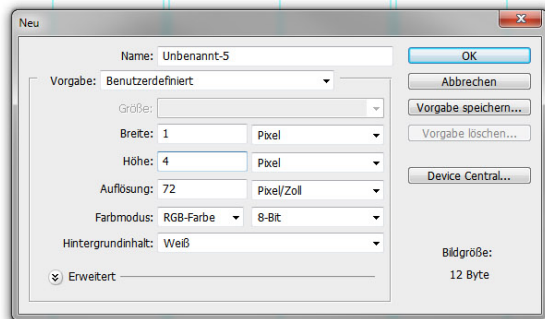 Neu
Name: Unbenannt-5
OK
Vorgabe: Benutzerdefiniert
Abbrechen
Größe:
Vorgabe speichern...
Breite: 1 Pixel
Vorgabe löschen...
Höhe: 4 Pixel
Auflösung: 72 Pixel/Zoll
Device Central...
Farbmodus: RGB-Farbe 8-Bit
Hintergrundinhalt: Weiß
Bildgröße:
Erweitert
12 Byte